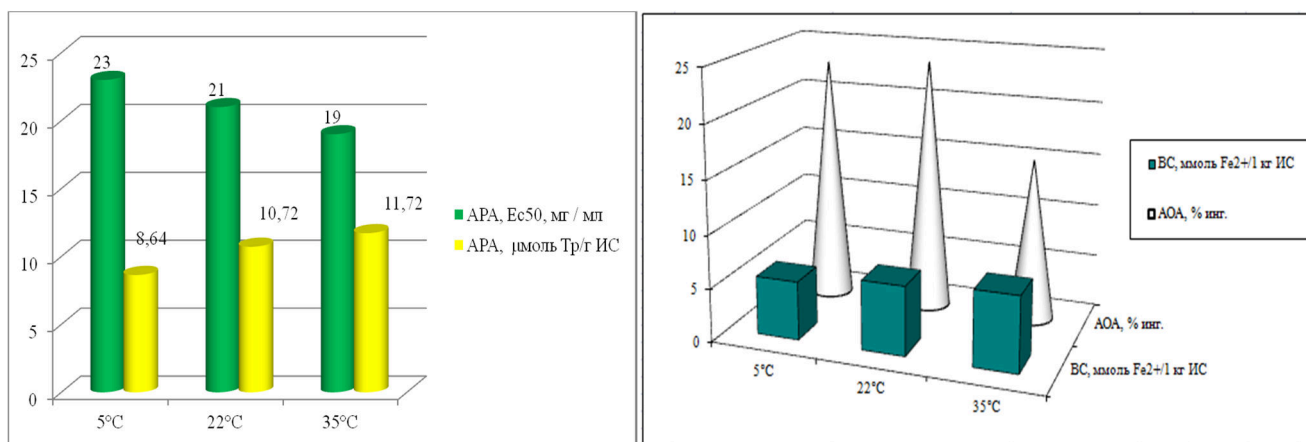 25
20
15
10
5
0
23
21
19
8,64
10,72
11,72
5°C
22°C
35°C
АРА, Ес50, мг / мл
АРА, µмоль Тр/г ИС
25
20
15
10
5
0
5°C
22°C
35°C
АОА, % инг.
ВС, ммоль Fe2+/1 кг ИС
ВС, ммоль Fe2+/1 кг ИС
АОА, % инг.